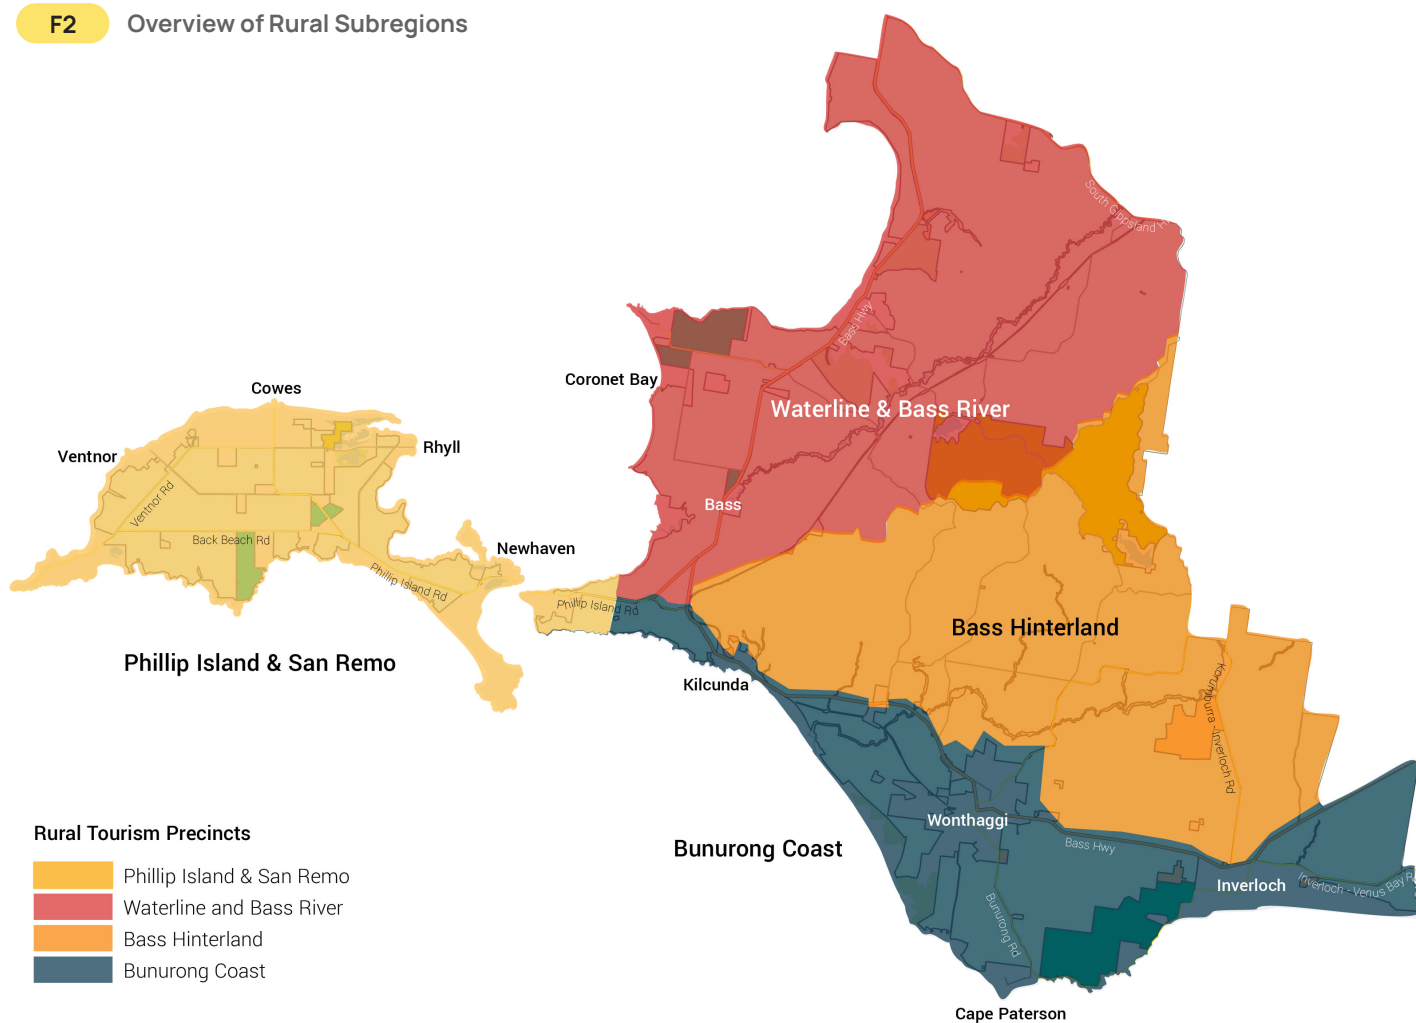 F2
Overview of Rural Subregions
South Gippsland
Bass Hwy
Coronet Bay
Cowes
Waterline & Bass River
Rhyll
Ventnor
Ventnor Rd
Bass
Back Beach Rd
Newhaven
Phillip Island Rd
Phillip Island Rd
Bass Hinterland
Phillip Island & San Remo
Kilcunda
Korumburra - Inverloch Rd
Wonthaggi
Rural Tourism Precincts
Bunurong Coast
Bass Hwy
Phillip Island & San Remo
Inverloch
Inverloch - Venus Bay R
Waterline and Bass River
Bunurong Rd
Bass Hinterland
Bunurong Coast
Cape Paterson